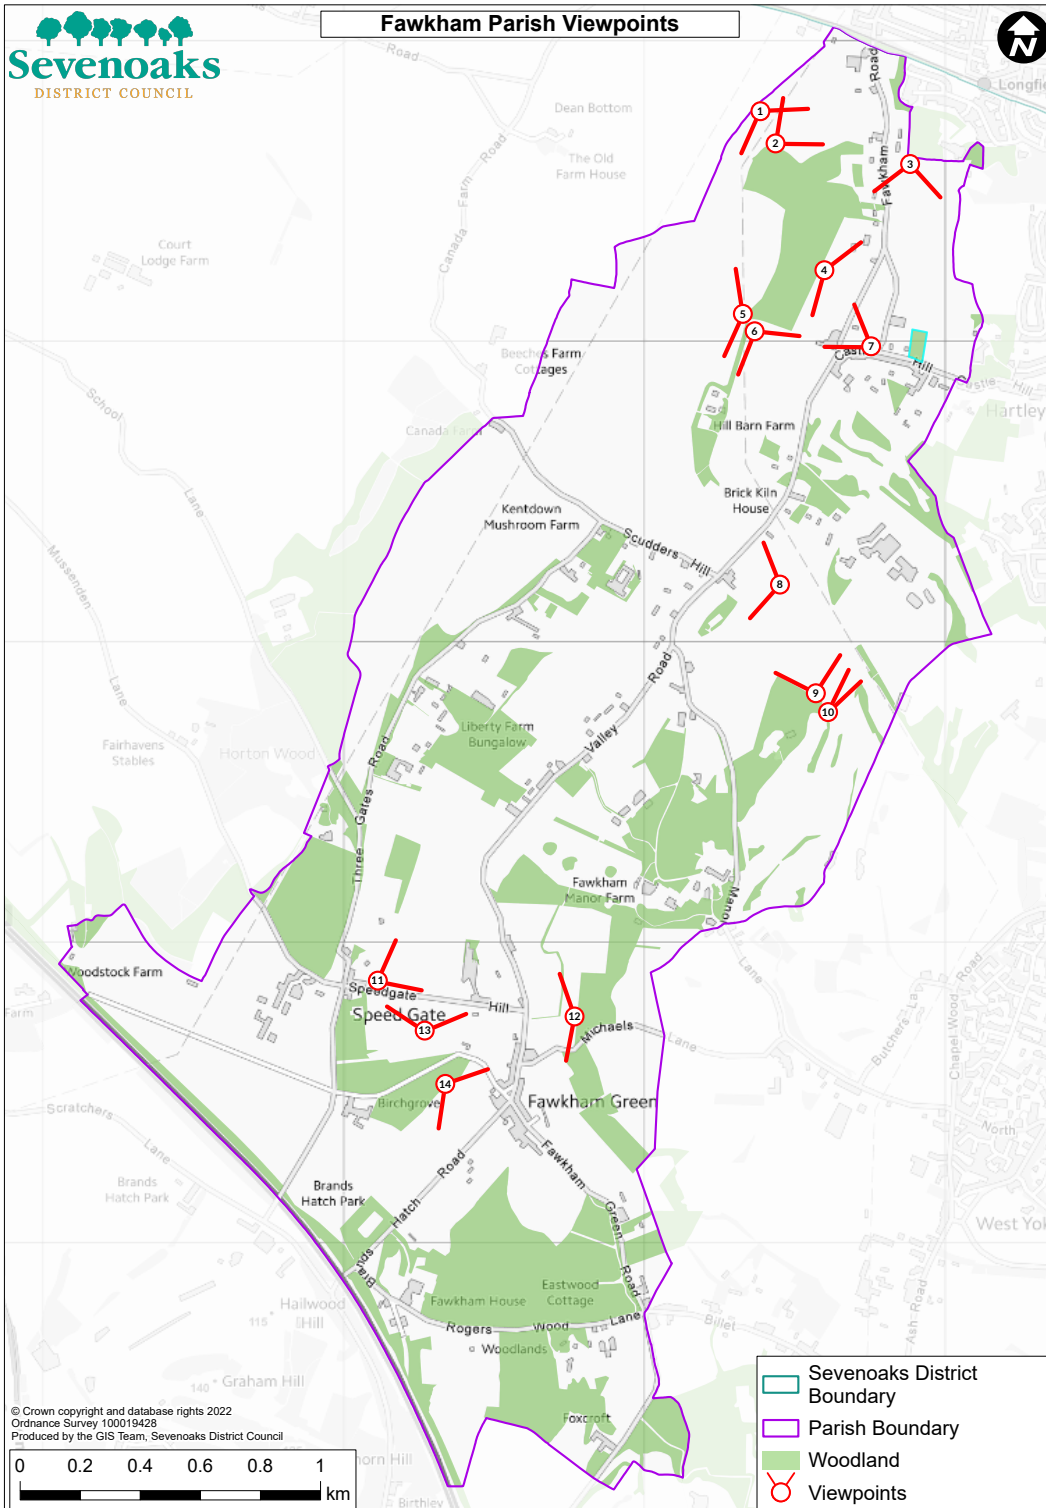 Fawkham Parish Viewpoints
Sevenoaks
DISTRICT COUNCIL
N
Road
Road
Longfi
Dean Bottom
The Old
Farm House
Canada Farm Road
Fawkham
Court
Lodge Farm
1
2
3
4
5
6
7
Castle
Hill
Castle Hill
Hartley
Beeches Farm
Cottages
School
Lane
Canada Farm
Hill Barn Farm
Brick Kiln
House
Kentdown
Mushroom Farm
Scudders Hill
8
Mussenden
Lane
Valley Road
9
10
Liberty Farm
Bungalow
Fairhavens
Stables
Horton Wood
Three Gates Road
Fawkham
Manor Farm
Manor
Lane
Woodstock Farm
Farm
11
Speedgate
Hill
Speed Gate
12
13
Michaels
Lane
Butchers La
Chapel Wood Road
14
Birchgrove
Fawkham Green
Scratchers
Lane
North
Brands
Hatch Park
Brands
Hatch Park
Brands Hatch Road
Fawkham Green Road
West Yok
Eastwood
Cottage
Fawkham House
Hailwood
Hill
115
Rogers Wood Lane
Billet
Ash Road
Woodlands
140
Graham Hill
Foxcroft
horn Hill
Birthley
© Crown copyright and database rights 2022
Ordnance Survey 100019428
Produced by the GIS Team, Sevenoaks District Council
0 0.2 0.4 0.6 0.8 1
km
Sevenoaks District
Boundary
Parish Boundary
Woodland
Viewpoints